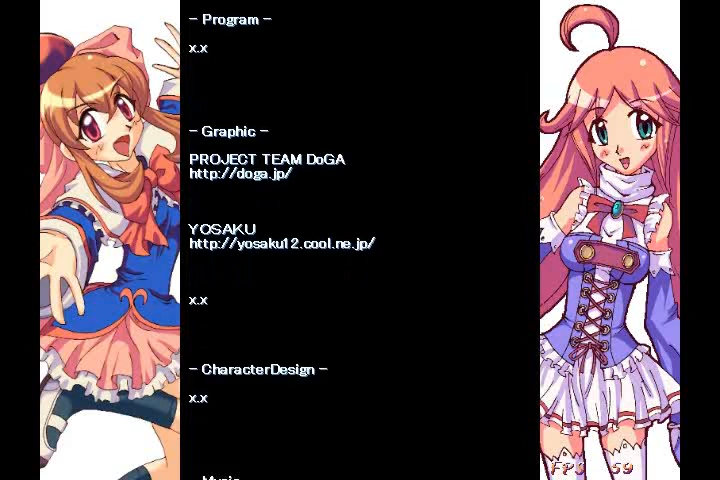 - Program -
x.x
- Graphic -
PROJECT TEAM DoGA
http://doga.jp/
YOSAKU
http://yosaku12.cool.ne.jp/
x.x
- CharacterDesign -
x.x
FPS 59